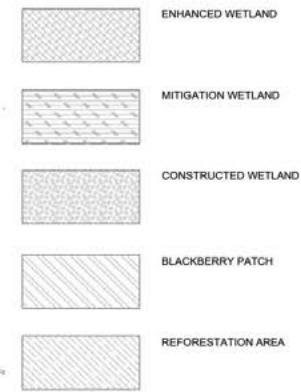 ENHANCED WETLAND
MITIGATION WETLAND
CONSTRUCTED WETLAND
BLACKBERRY PATCH
REFORESTATION AREA